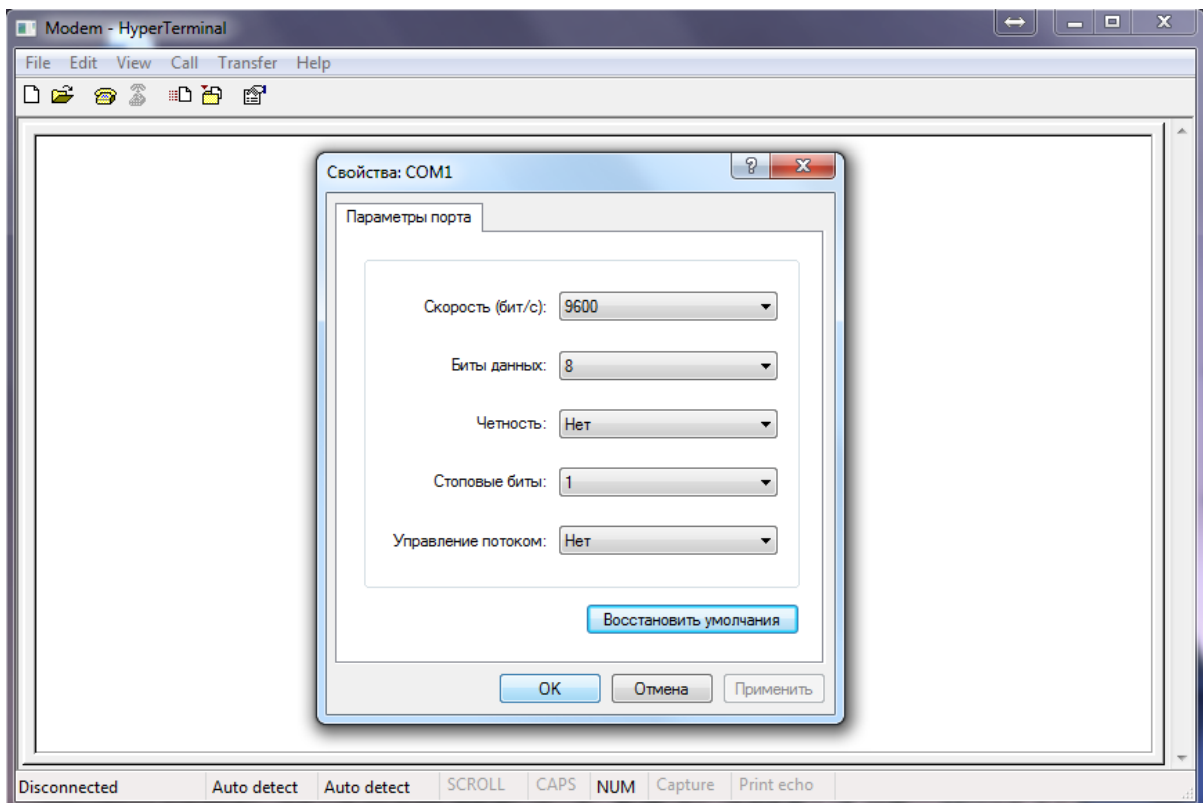 Modem - HyperTerminal
File Edit View Call Transfer Help
Свойства: COM1
Параметры порта
Скорость (бит/с): 9600
Биты данных: 8
Четность: Нет
Стоповые биты: 1
Управление потоком: Нет
Восстановить умолчания
OK Отмена Применить
Disconnected Auto detect Auto detect SCROLL CAPS NUM Capture Print echo